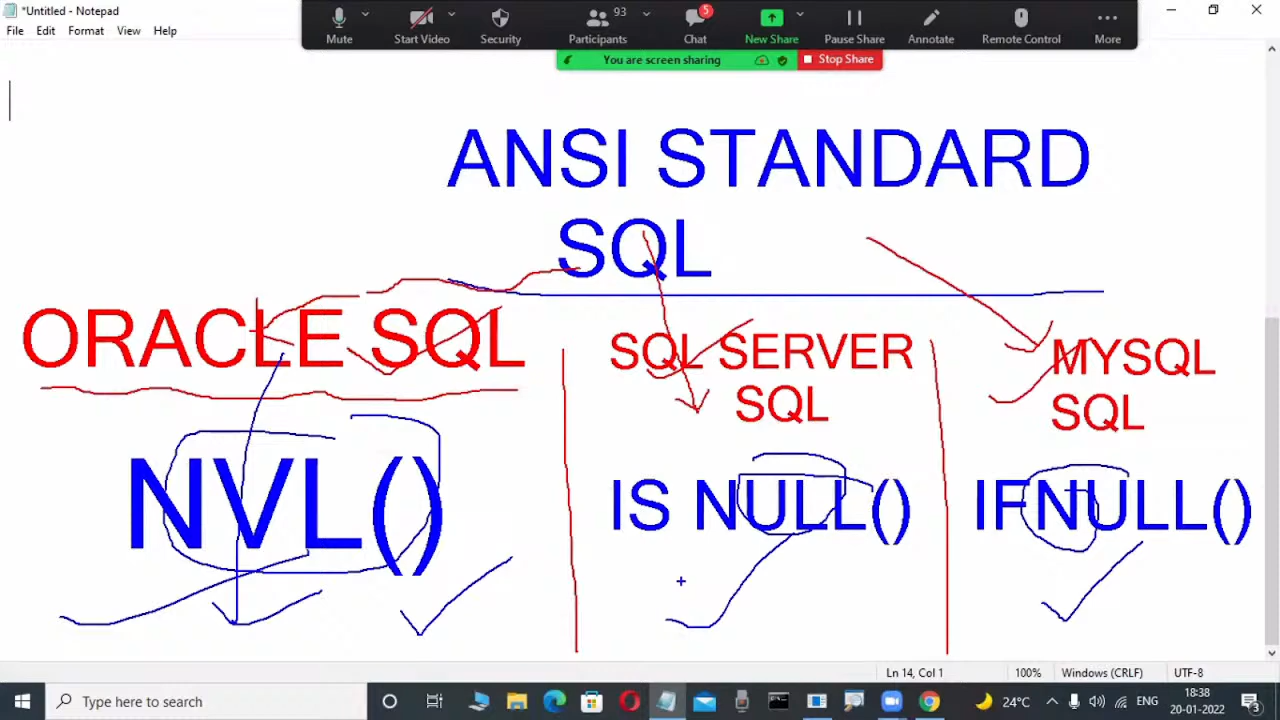 *Untitled - Notepad
File Edit Format View Help
93
5
Mute Start Video Security Participants Chat New Share Pause Share Annotate Remote Control More
You are screen sharing Stop Share
ANSI STANDARD
SQL
ORACLE SQL
SQL SERVER
SQL
MYSQL
SQL
NVL()
IS NULL()
IFNULL()
Ln 14, Col 1 100% Windows (CRLF) UTF-8
Type here to search
24°C ENG
18:38
20-01-2022
3